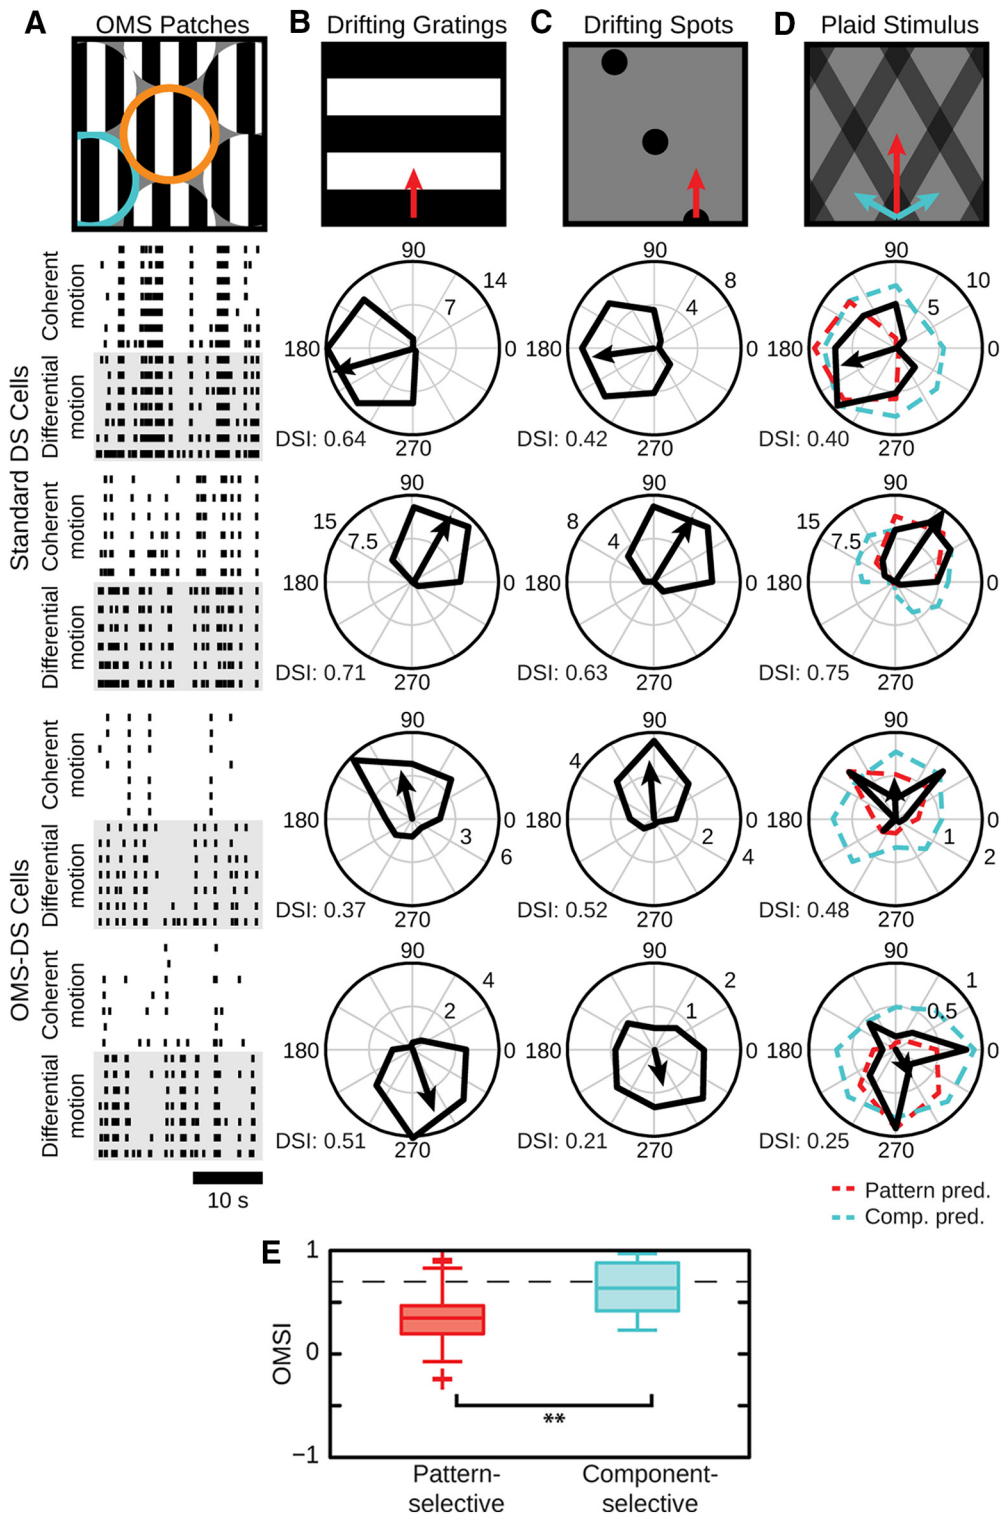 A OMS Patches B Drifting Gratings C Drifting Spots D Plaid Stimulus
Standard DS Cells
Coherent motion
Differential motion
90 14 7 180 0 270 DSI: 0.64
90 8 4 0 270 DSI: 0.42
90 10 5 180 0 270 DSI: 0.40
Coherent motion
Differential motion
90 15 7.5 180 0 270 DSI: 0.71
90 8 4 180 0 270 DSI: 0.63
90 15 7.5 180 0 270 DSI: 0.75
OMS-DS Cells
Coherent motion
Differential motion
90 180 0 3 6 270 DSI: 0.37
90 4 180 0 2 4 270 DSI: 0.52
90 180 0 1 2 270 DSI: 0.48
Coherent motion
Differential motion
90 4 2 180 0 270 DSI: 0.51
90 2 1 180 0 270 DSI: 0.21
90 1 0.5 180 0 270 DSI: 0.25
10 s
Pattern pred.
Comp. pred.
E
1
OMSI
0
**
−1
Pattern-selective
Component-selective